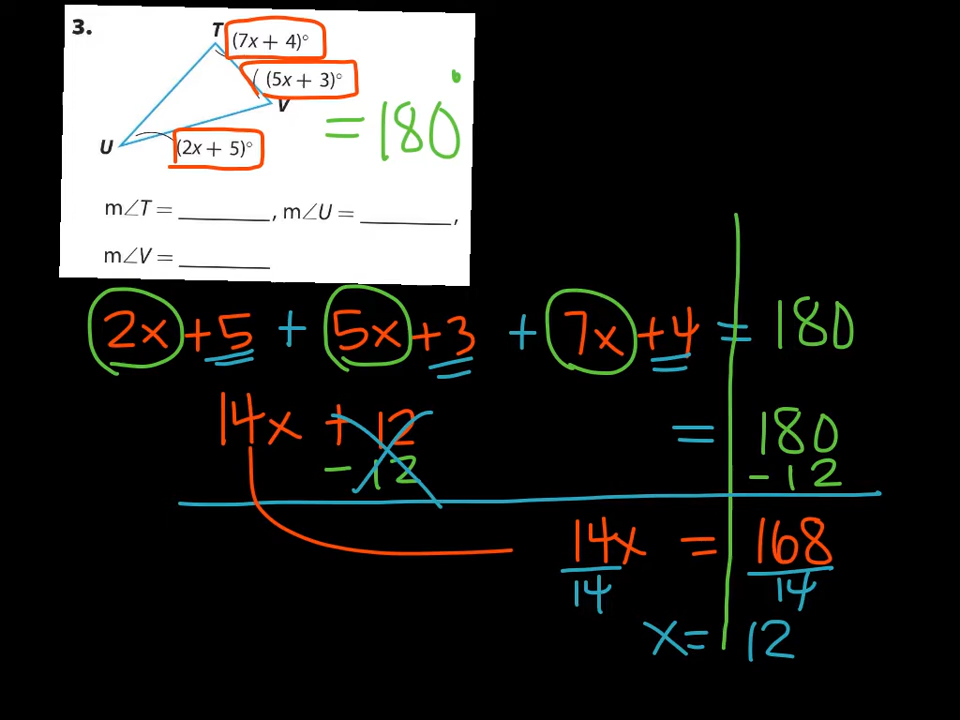 3.
T
(7x + 4)°
(5x + 3)°
V
= 180°
U
(2x + 5)°
m∠T = ________, m∠U = ________,
m∠V = ________
2x + 5 + 5x + 3 + 7x + 4 = 180
14x + 12 = 180
- 12 - 12
14x = 168
14 14
x = 12